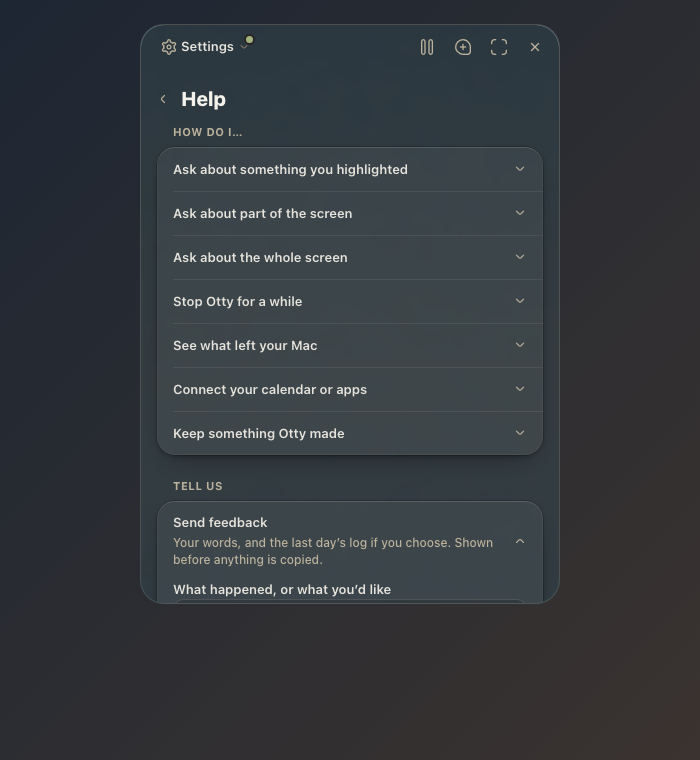 Settings
Help
HOW DO I…
Ask about something you highlighted
Ask about part of the screen
Ask about the whole screen
Stop Otty for a while
See what left your Mac
Connect your calendar or apps
Keep something Otty made
TELL US
Send feedback
Your words, and the last day’s log if you choose. Shown
before anything is copied.
What happened, or what you’d like